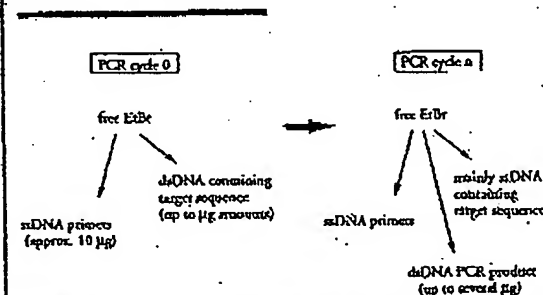 PCR cycle 0
free EtBr
dsDNA containing
target sequence
(up to µg amounts)
ssDNA primers
(approx. 10 µg)
PCR cycle n
free EtBr
mainly ssDNA
containing
target sequence
ssDNA primers
dsDNA PCR product
(up to several µg)